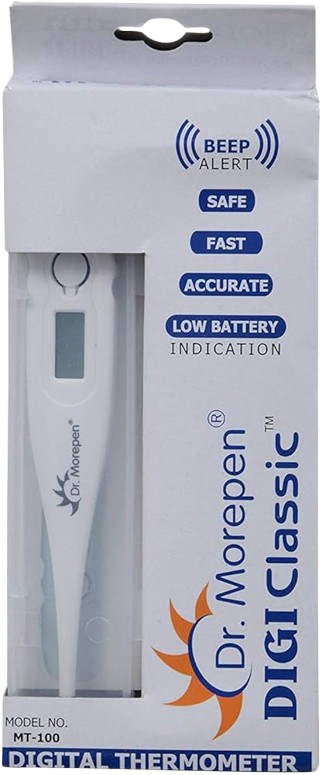 BEEP
ALERT
SAFE
FAST
ACCURATE
LOW BATTERY
INDICATION
Dr. Morepen®
DIGI Classic™
Dr. Morepen®
MODEL NO.
MT-100
DIGITAL THERMOMETER